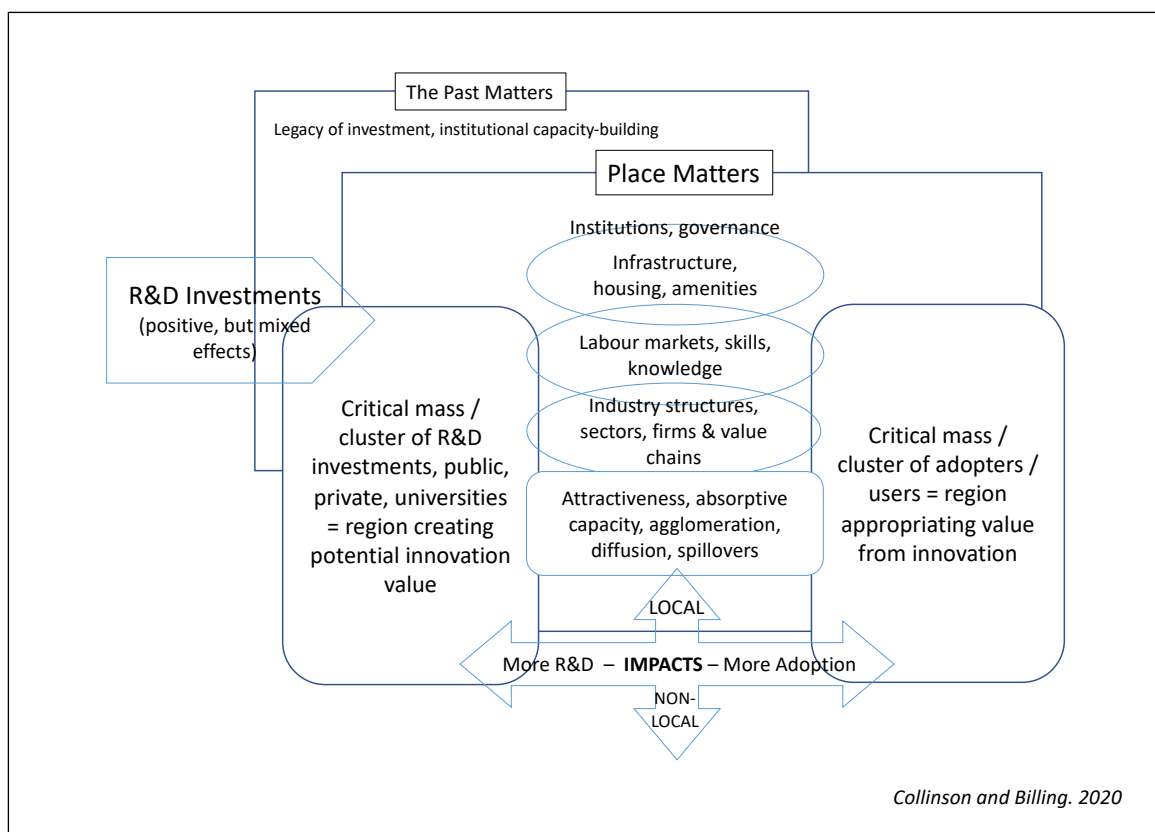 The Past Matters
Legacy of investment, institutional capacity-building
Place Matters
R&D Investments
(positive, but mixed
effects)
Critical mass /
cluster of R&D
investments, public,
private, universities
= region creating
potential innovation
value
Institutions, governance
Infrastructure,
housing, amenities
Labour markets, skills,
knowledge
Industry structures,
sectors, firms & value
chains
Attractiveness, absorptive
capacity, agglomeration,
diffusion, spillovers
Critical mass /
cluster of adopters /
users = region
appropriating value
from innovation
LOCAL
More R&D – IMPACTS – More Adoption
NON-
LOCAL
Collinson and Billing. 2020